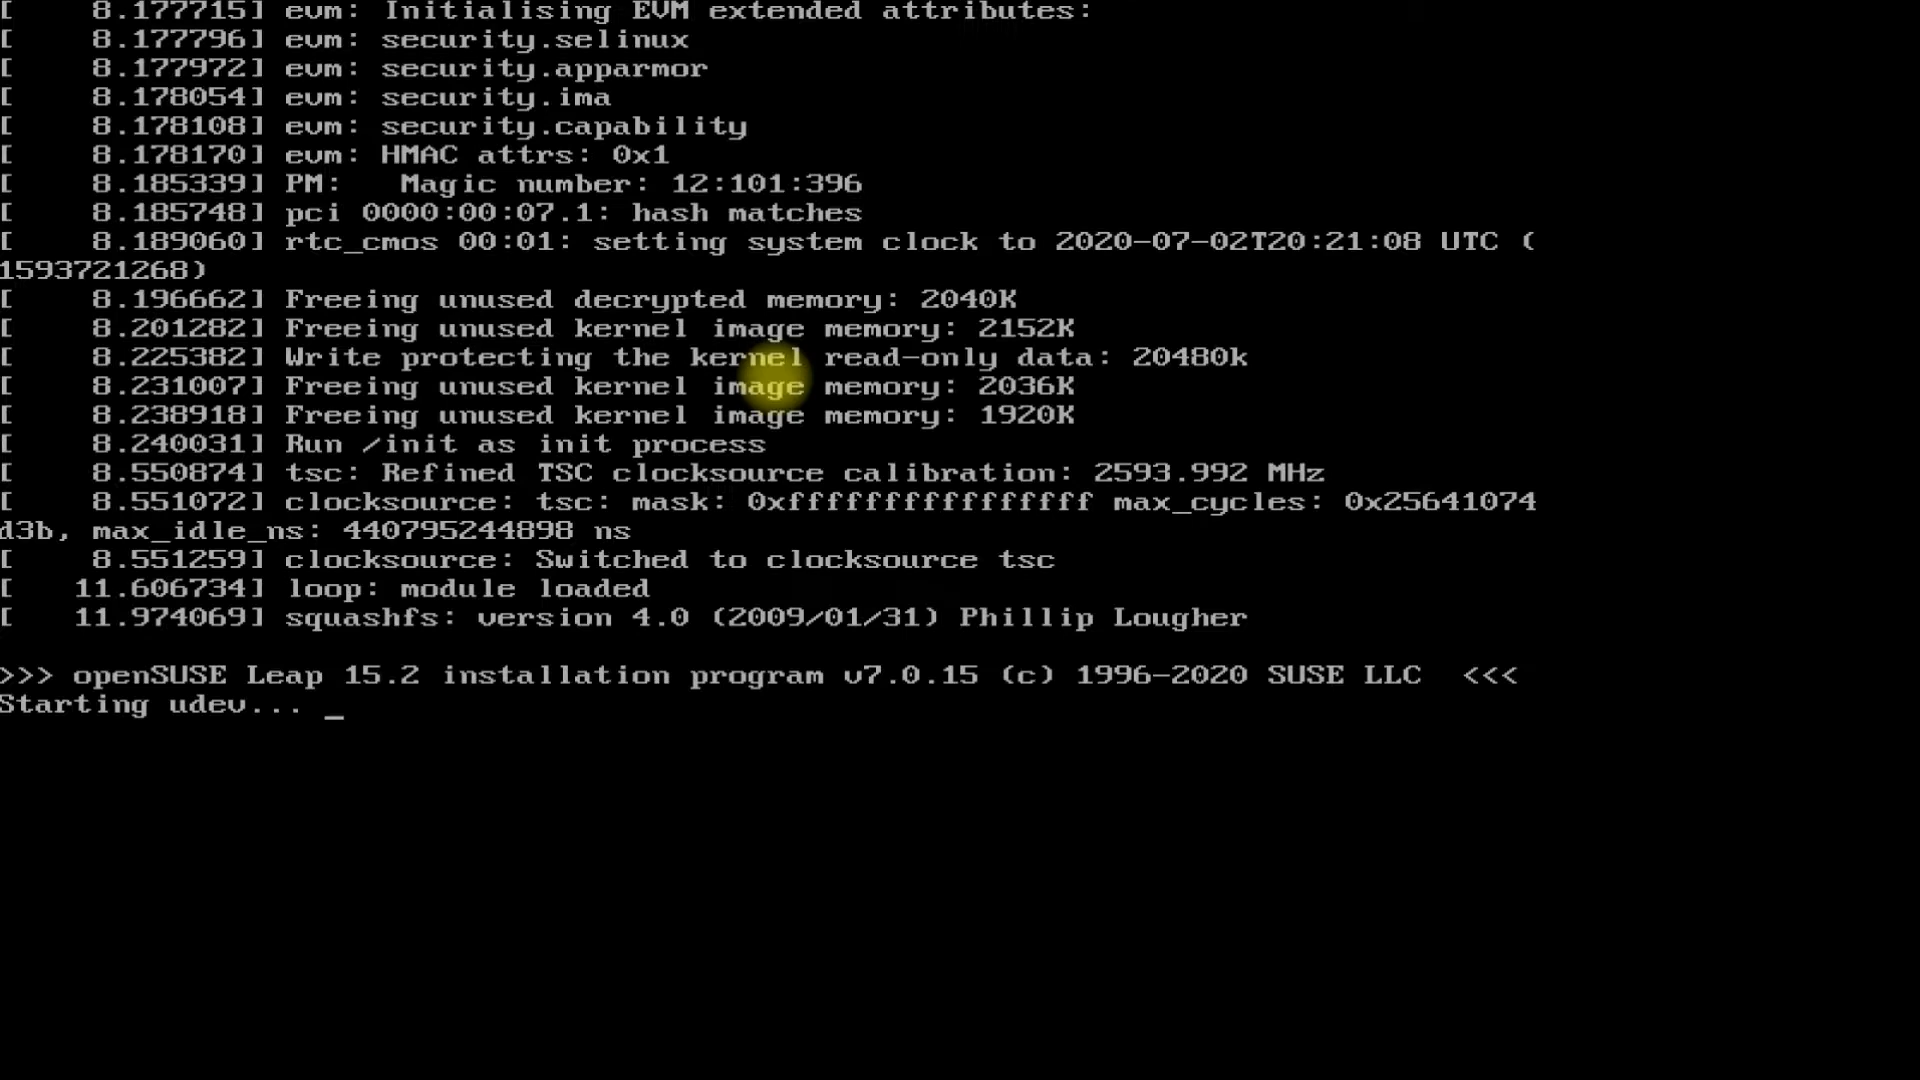 [    8.177715] evm: Initialising EVM extended attributes:
[    8.177796] evm: security.selinux
[    8.177972] evm: security.apparmor
[    8.178054] evm: security.ima
[    8.178108] evm: security.capability
[    8.178170] evm: HMAC attrs: 0x1
[    8.185339] PM:   Magic number: 12:101:396
[    8.185748] pci 0000:00:07.1: hash matches
[    8.189060] rtc_cmos 00:01: setting system clock to 2020-07-02T20:21:08 UTC (
1593721268)
[    8.196662] Freeing unused decrypted memory: 2040K
[    8.201282] Freeing unused kernel image memory: 2152K
[    8.225382] Write protecting the kernel read-only data: 20480k
[    8.231007] Freeing unused kernel image memory: 2036K
[    8.238918] Freeing unused kernel image memory: 1920K
[    8.240031] Run /init as init process
[    8.550874] tsc: Refined TSC clocksource calibration: 2593.992 MHz
[    8.551072] clocksource: tsc: mask: 0xffffffffffffffff max_cycles: 0x25641074
d3b, max_idle_ns: 440795244898 ns
[    8.551259] clocksource: Switched to clocksource tsc
[   11.606734] loop: module loaded
[   11.974069] squashfs: version 4.0 (2009/01/31) Phillip Lougher
>>> openSUSE Leap 15.2 installation program v7.0.15 (c) 1996-2020 SUSE LLC  <<<
Starting udev... _